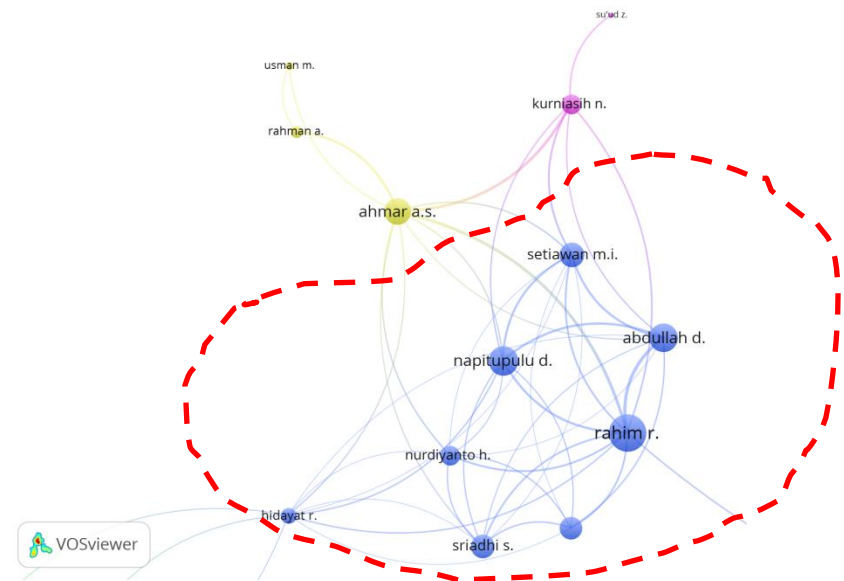 su'ud z.
usman m.
kurniasih n.
rahman a.
ahmar a.s.
setiawan m.i.
abdullah d.
napitupulu d.
rahim r.
nurdiyanto h.
hidayat r.
sriadhi s.
VOSviewer